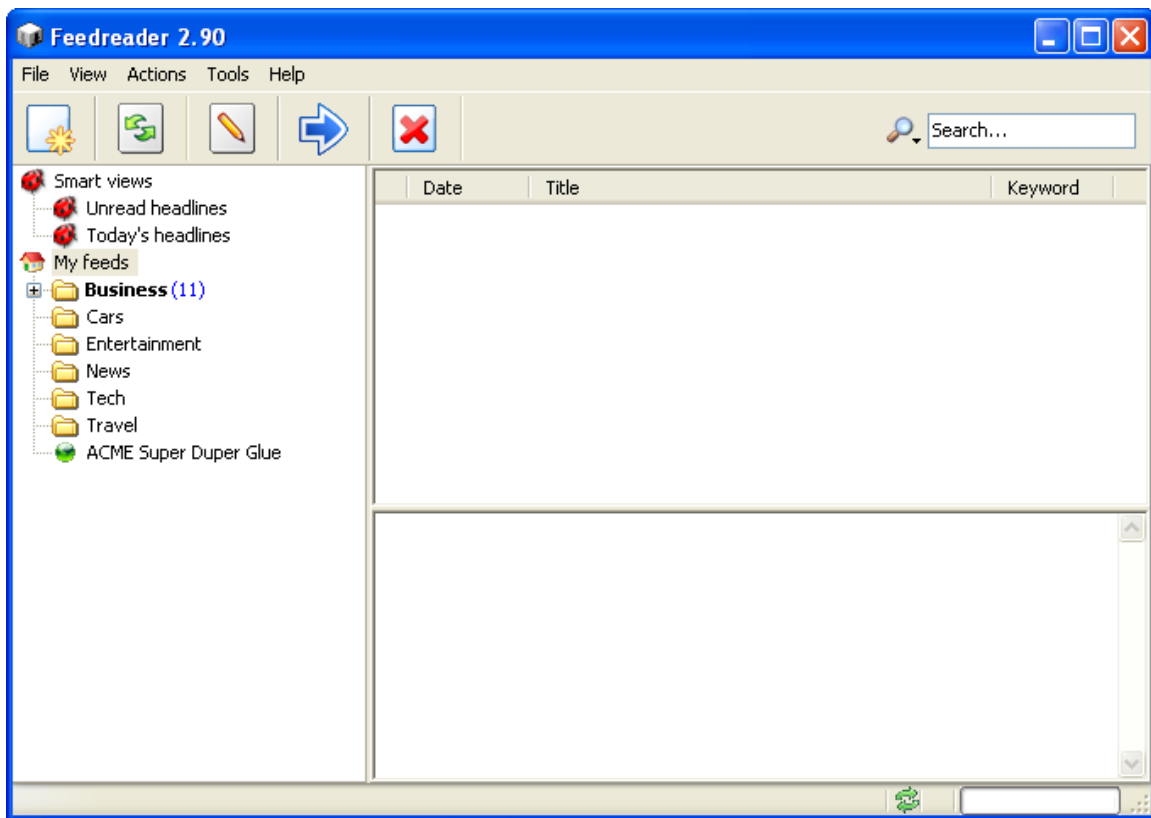 Feedreader 2.90
File View Actions Tools Help
Search...
Smart views
Unread headlines
Today's headlines
My feeds
Business (11)
Cars
Entertainment
News
Tech
Travel
ACME Super Duper Glue
Date Title Keyword